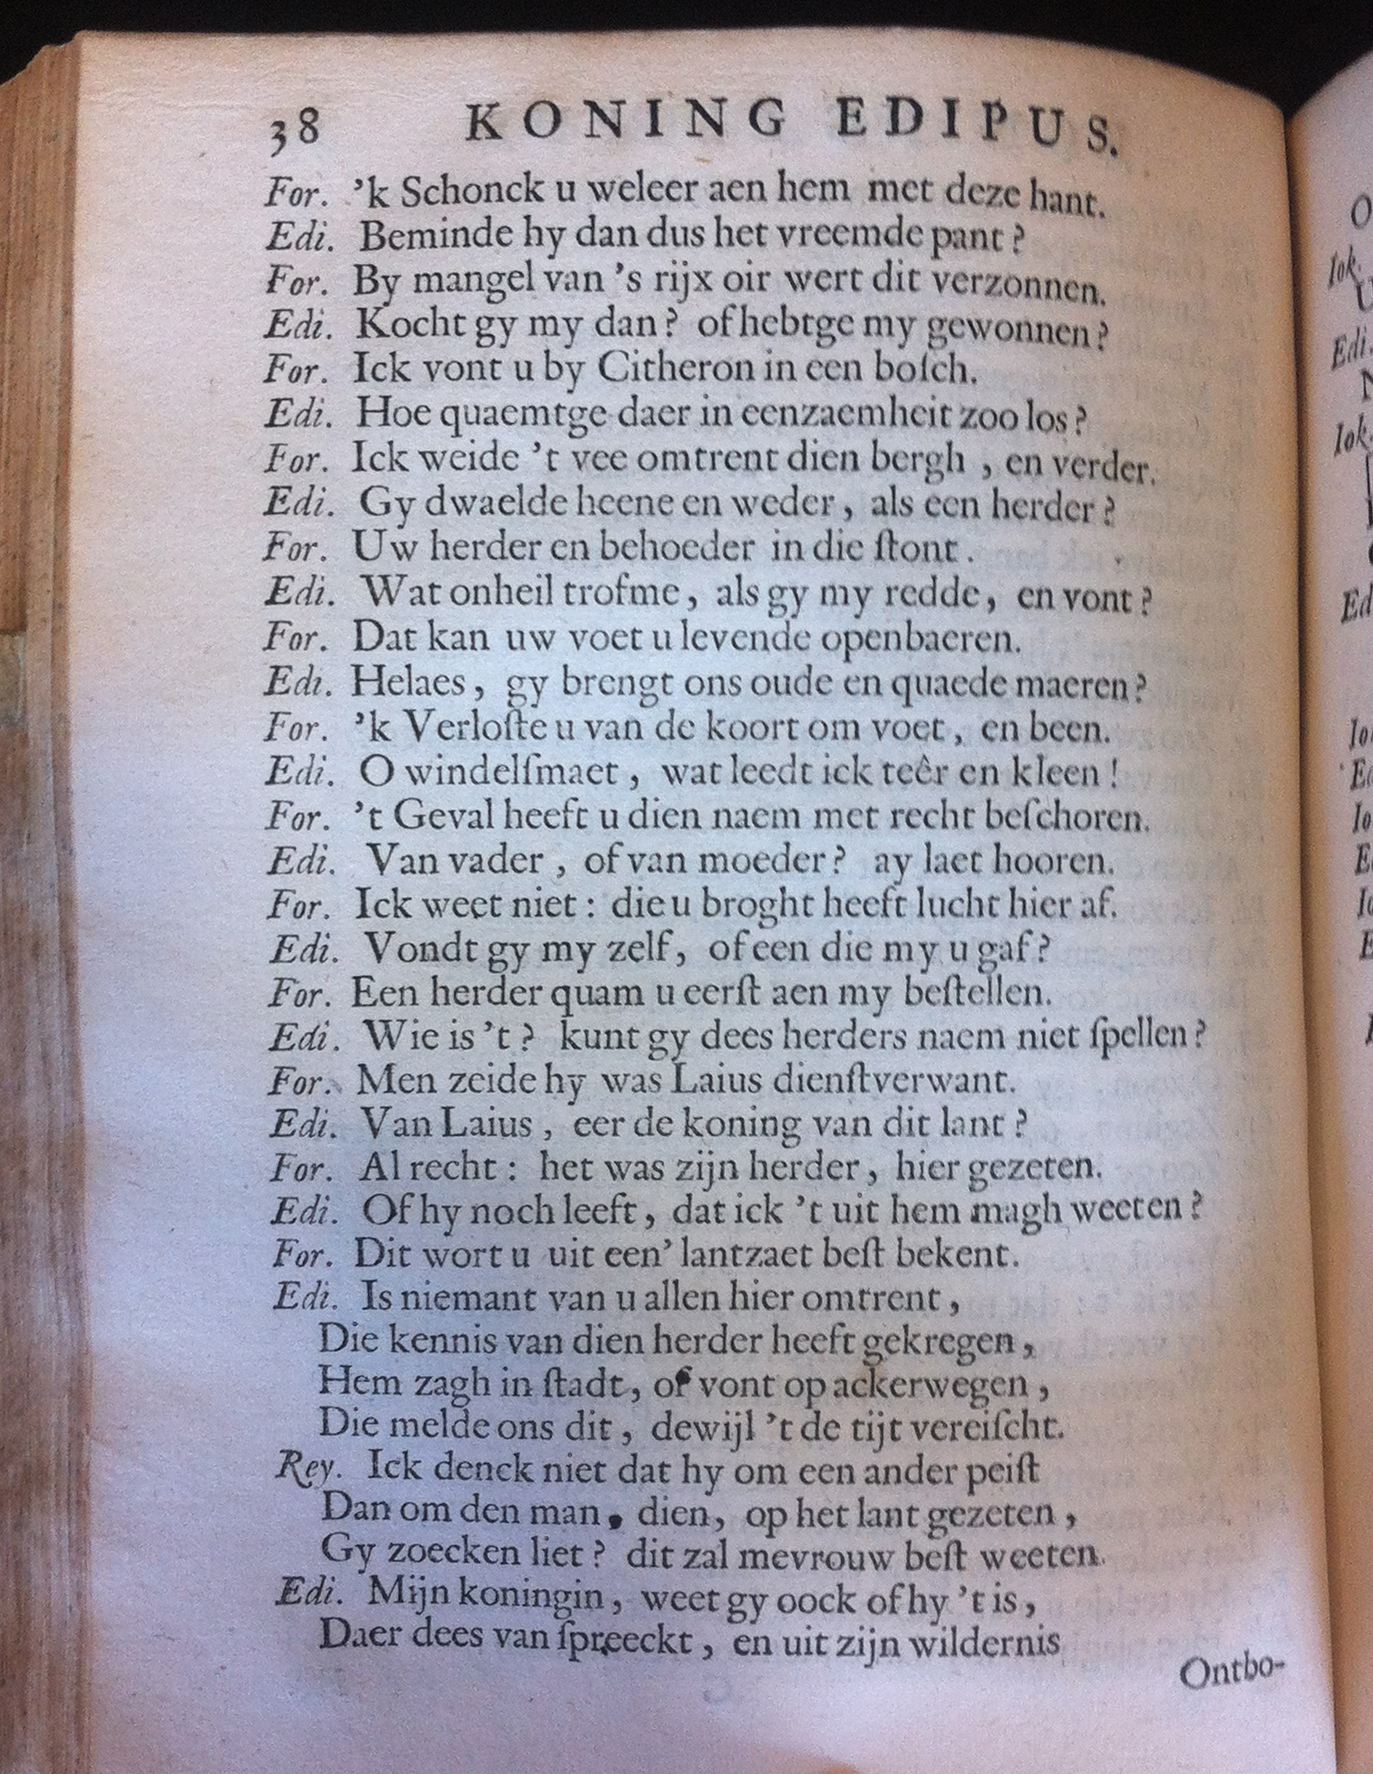 38 KONING EDIPUS.
For. 'k Schonck u weleer aen hem met deze hant.
Edi. Beminde hy dan dus het vreemde pant?
For. By mangel van 's rijx oir wert dit verzonnen.
Edi. Kocht gy my dan? of hebtge my gewonnen?
For. Ick vont u by Citheron in een boſch.
Edi. Hoe quaemtge daer in eenzaemheit zoo los?
For. Ick weide 't vee omtrent dien bergh, en verder.
Edi. Gy dwaelde heene en weder, als een herder?
For. Uw herder en behoeder in die ſtont.
Edi. Wat onheil trofme, als gy my redde, en vont?
For. Dat kan uw voet u levende openbaeren.
Edi. Helaes, gy brengt ons oude en quaede maeren?
For. 'k Verloſte u van de koort om voet, en been.
Edi. O windelſmaet, wat leedt ick teêr en kleen!
For. 't Geval heeft u dien naem met recht beſchoren.
Edi. Van vader, of van moeder? ay laet hooren.
For. Ick weet niet: die u broght heeft lucht hier af.
Edi. Vondt gy my zelf, of een die my u gaf?
For. Een herder quam u eerſt aen my beſtellen.
Edi. Wie is 't? kunt gy dees herders naem niet ſpellen?
For. Men zeide hy was Laius dienſtverwant.
Edi. Van Laius, eer de koning van dit lant?
For. Al recht: het was zijn herder, hier gezeten.
Edi. Of hy noch leeft, dat ick 't uit hem magh weeten?
For. Dit wort u uit een' lantzaet beſt bekent.
Edi. Is niemant van u allen hier omtrent,
Die kennis van dien herder heeft gekregen,
Hem zagh in ſtadt, of vont op ackerwegen,
Die melde ons dit, dewijl 't de tijt vereiſcht.
Rey. Ick denck niet dat hy om een ander peiſt
Dan om den man, dien, op het lant gezeten,
Gy zoecken liet? dit zal mevrouw beſt weeten.
Edi. Mijn koningin, weet gy oock of hy 't is,
Daer dees van ſpreeckt, en uit zijn wildernis
Ontbo-
O
Iok.
U
Edi.
Iok.
Ed
Io
Ed
Io
E
Io
E